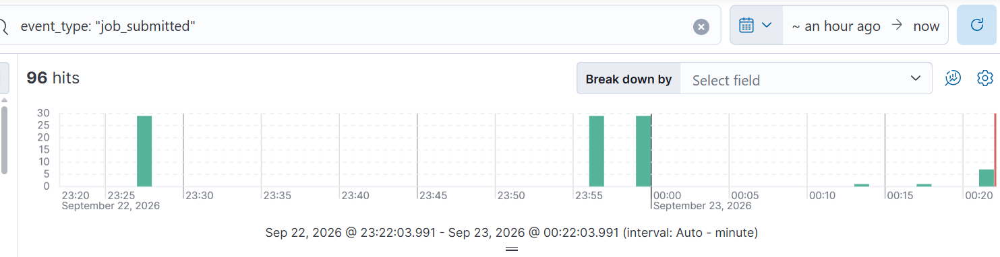 event_type: "job_submitted"
~ an hour ago → now
96 hits
Break down by Select field
30
25
20
15
10
5
0
23:20 23:25 23:30 23:35 23:40 23:45 23:50 23:55 00:00 00:05 00:10 00:15 00:20
September 22, 2026 September 23, 2026
Sep 22, 2026 @ 23:22:03.991 - Sep 23, 2026 @ 00:22:03.991 (interval: Auto - minute)